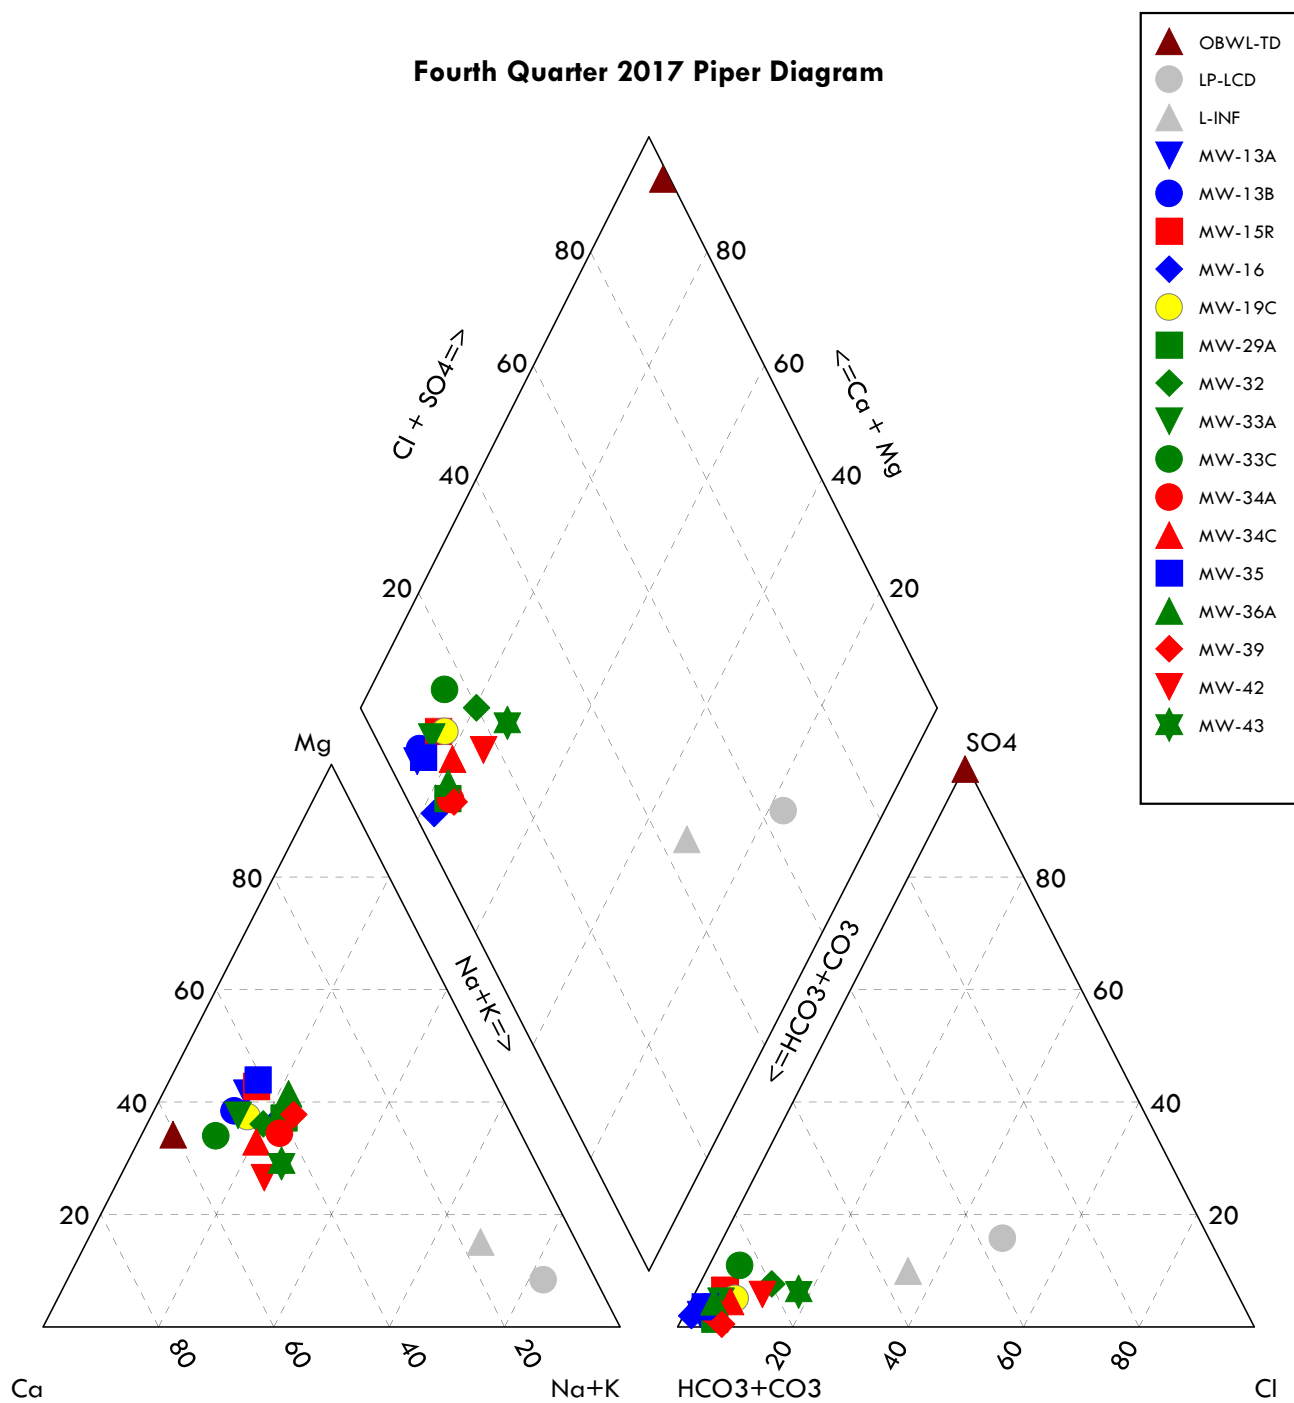 Fourth Quarter 2017 Piper Diagram
OBWL-TD
LP-LCD
L-INF
MW-13A
MW-13B
MW-15R
MW-16
MW-19C
MW-29A
MW-32
MW-33A
MW-33C
MW-34A
MW-34C
MW-35
MW-36A
MW-39
MW-42
MW-43
80 80
60 60
40 40
20 20
Cl + SO4=>
<=Ca + Mg
Mg
SO4
Na+K=>
<=HCO3+CO3
80 80
60 60
40 40
20 20
80 60 40 20
20 40 60 80
Ca Na+K HCO3+CO3 Cl